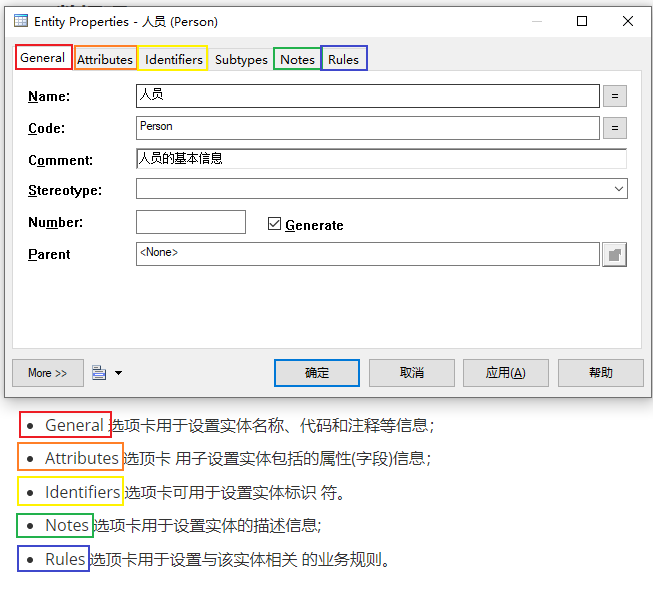 Entity Properties - 人员 (Person)
General Attributes Identifiers Subtypes Notes Rules
Name: 人员 =
Code: Person =
Comment: 人员的基本信息
Stereotype:
Number: Generate
Parent <None>
More >> 确定 取消 应用(A) 帮助
• General 选项卡用于设置实体名称、代码和注释等信息；
• Attributes 选项卡 用子设置实体包括的属性(字段)信息；
• Identifiers 选项卡可用于设置实体标识 符。
• Notes 选项卡用于设置实体的描述信息;
• Rules 选项卡用于设置与该实体相关 的业务规则。